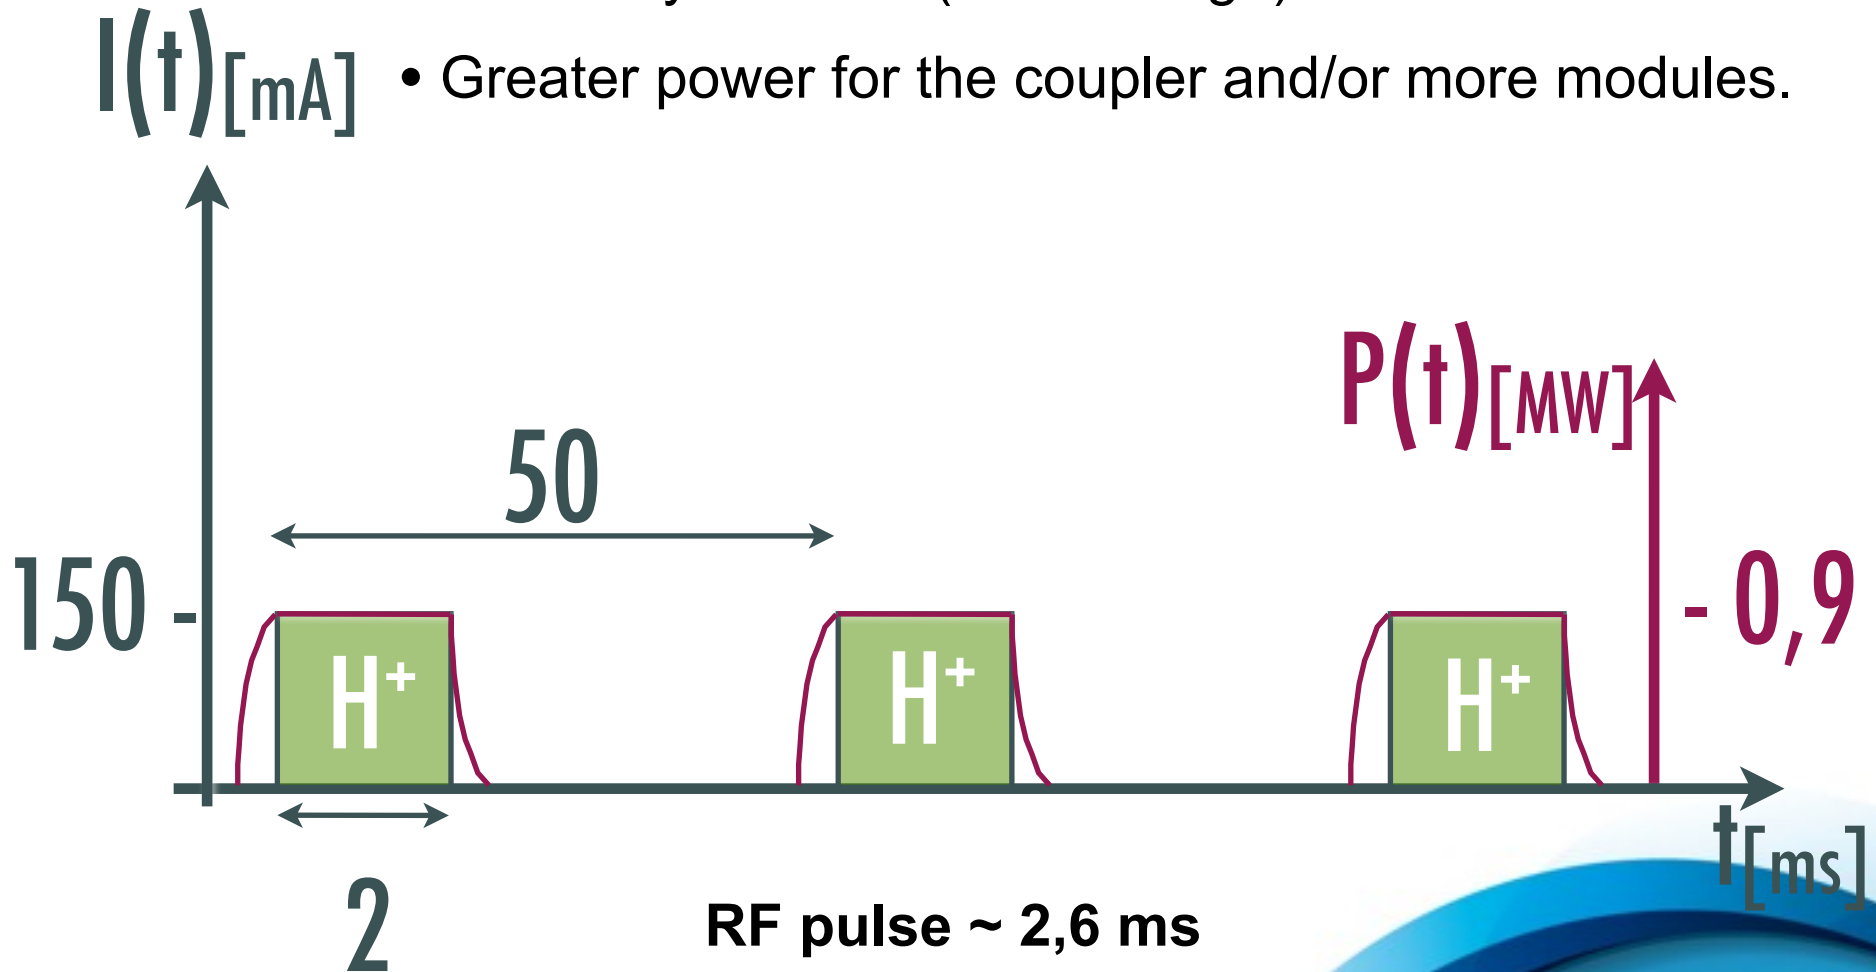 I(t)[mA]
• Greater power for the coupler and/or more modules.
P(t)[MW]
50
150 -
- 0,9
H⁺
H⁺
H⁺
t[ms]
2
RF pulse ~ 2,6 ms